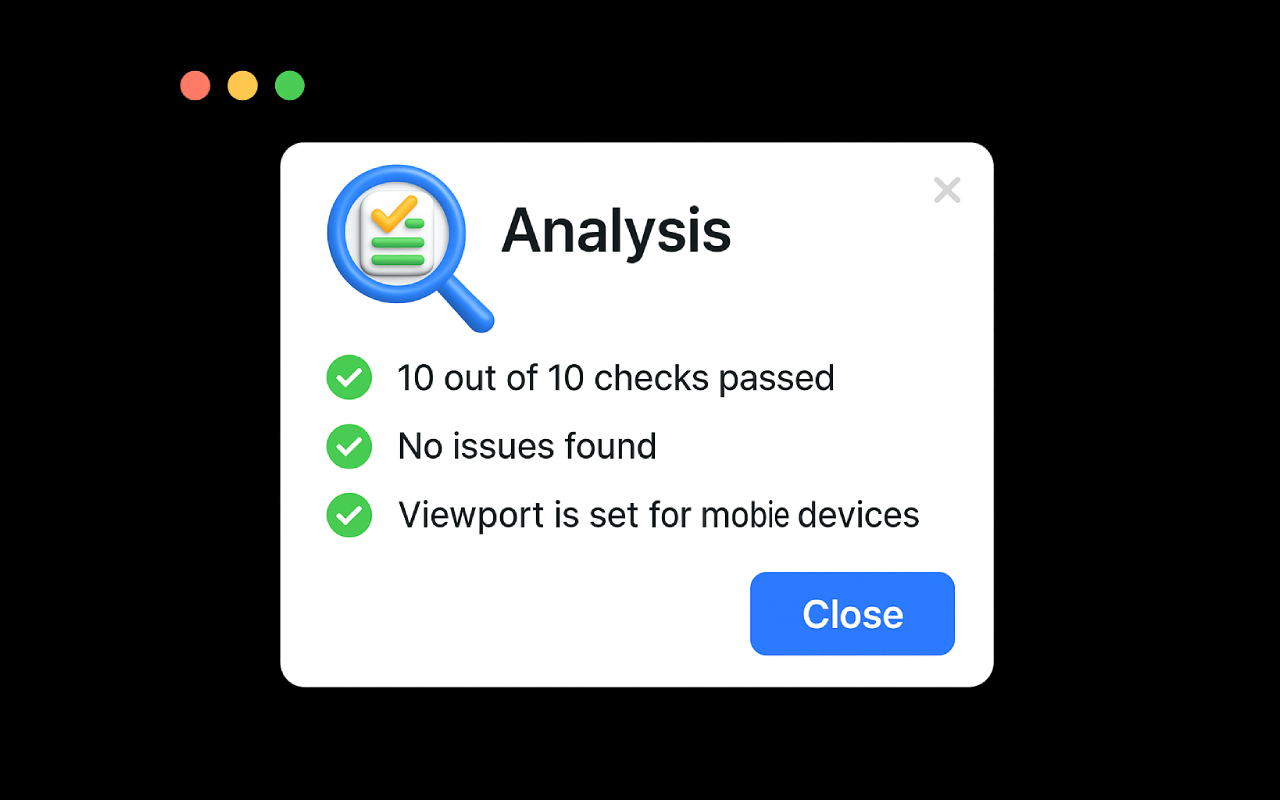 Analysis
10 out of 10 checks passed
No issues found
Viewport is set for mobie devices
Close